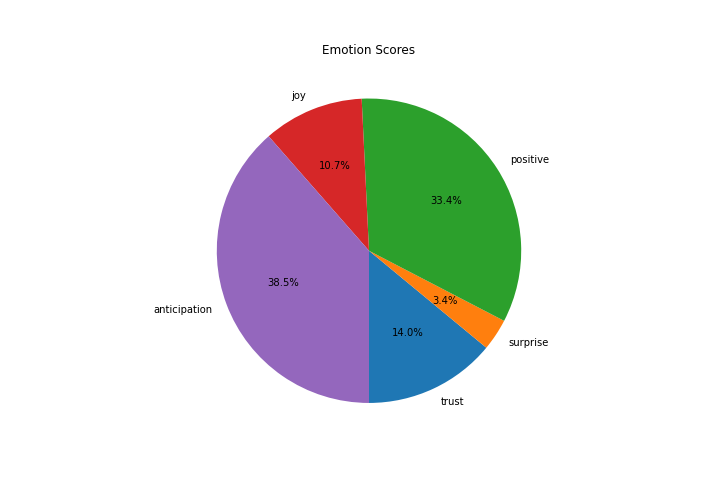 Emotion Scores
joy
10.7%
positive
33.4%
38.5%
anticipation
3.4%
surprise
14.0%
trust